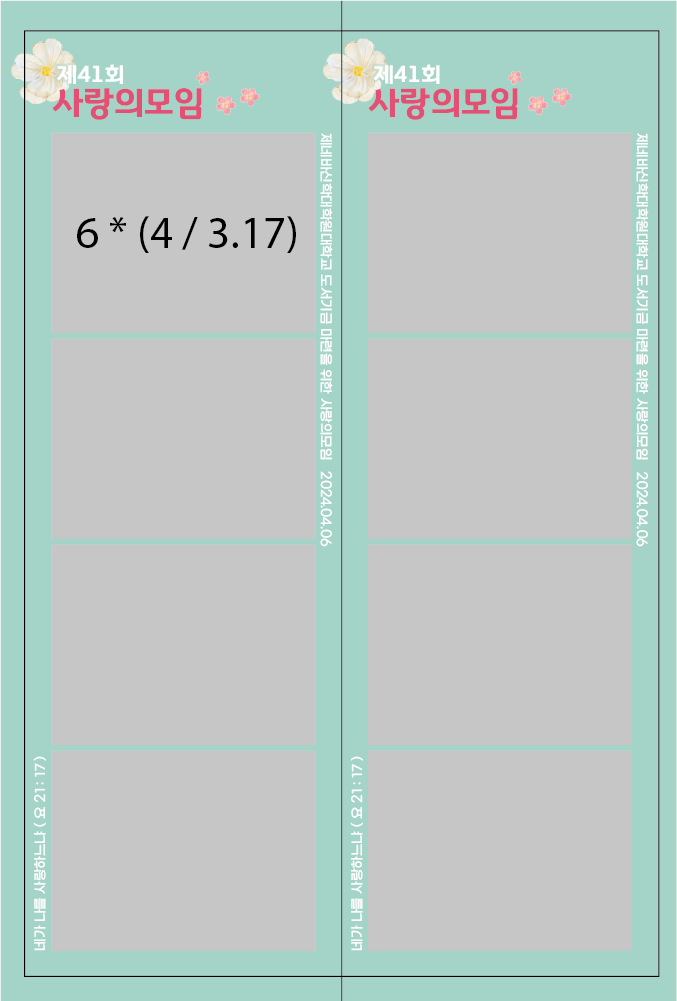 제41회
사랑의모임
6 * (4 / 3.17)
제네바신학대학원대학교 도서기금 마련을 위한 사랑의모임 2024.04.06
네가 나를 사랑하느냐 ( 요 21 : 17 )
제41회
사랑의모임
제네바신학대학원대학교 도서기금 마련을 위한 사랑의모임 2024.04.06
네가 나를 사랑하느냐 ( 요 21 : 17 )